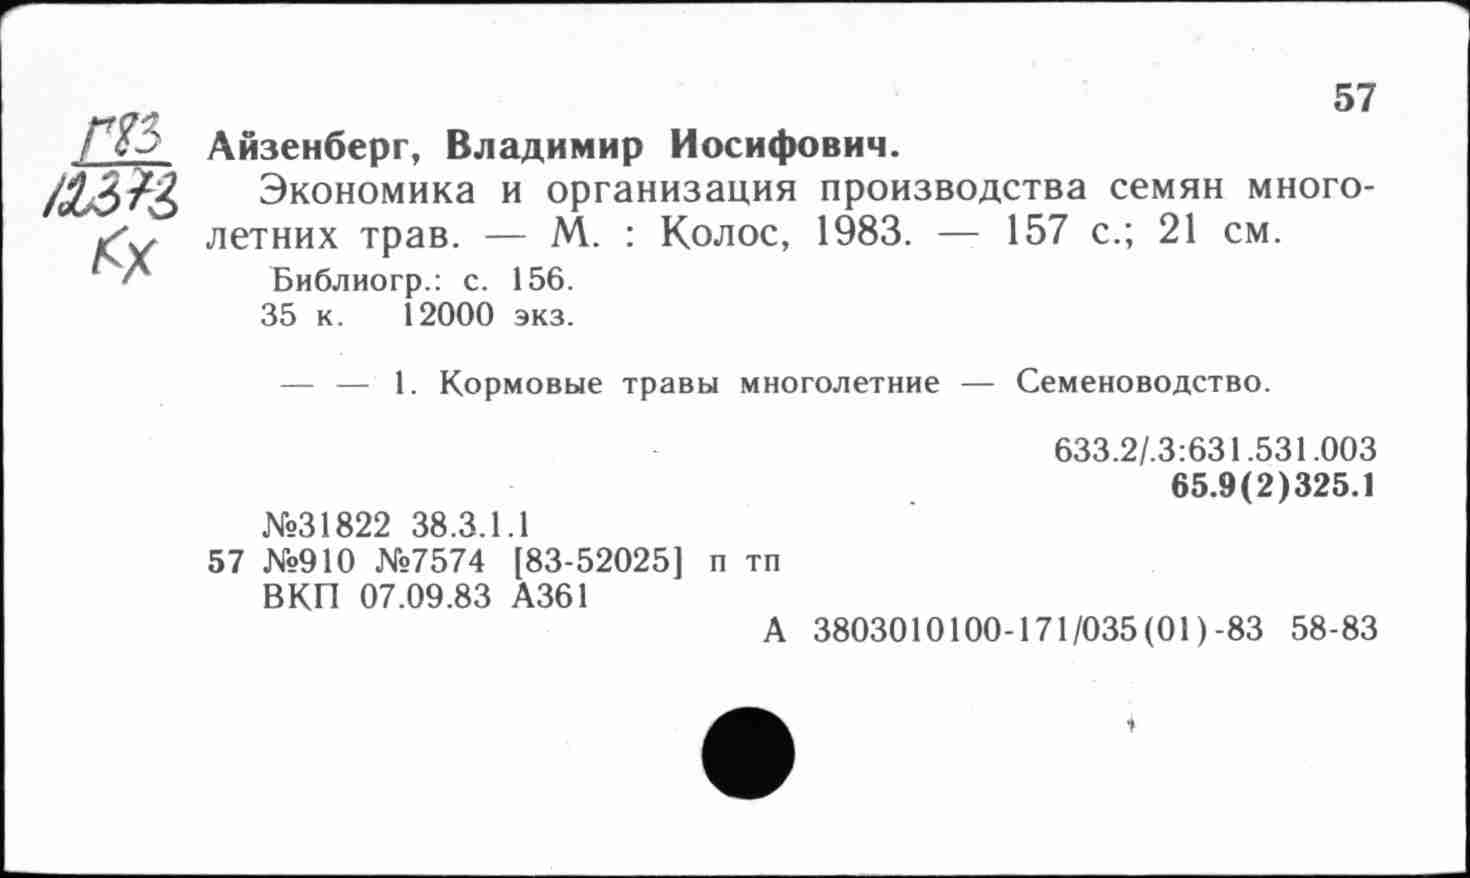 57
Г83
12373
Кх
Айзенберг, Владимир Иосифович.
Экономика и организация производства семян много-
летних трав. — М. : Колос, 1983. — 157 с.; 21 см.
Библиогр.: с. 156.
35 к. 12000 экз.
— — 1. Кормовые травы многолетние — Семеноводство.
633.2/.3:631.531.003
65.9(2)325.1
№31822 38.3.1.1
57 №910 №7574 [83-52025] п тп
ВКП 07.09.83 А361
А 3803010100-171/035(01)-83 58-83